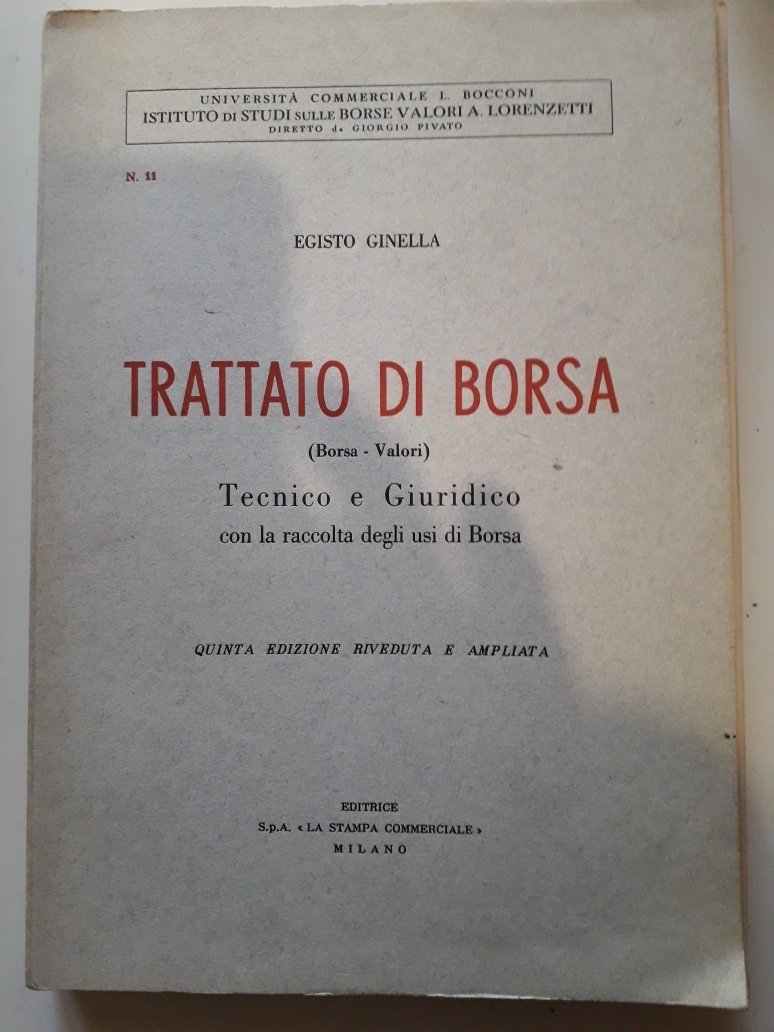 UNIVERSITÀ COMMERCIALE L. BOCCONI
ISTITUTO DI STUDI SULLE BORSE VALORI A. LORENZETTI
DIRETTO da GIORGIO PIVATO
N. 11
EGISTO GINELLA
TRATTATO DI BORSA
(Borsa - Valori)
Tecnico e Giuridico
con la raccolta degli usi di Borsa
QUINTA EDIZIONE RIVEDUTA E AMPLIATA
EDITRICE
S.p.A. « LA STAMPA COMMERCIALE »
MILANO